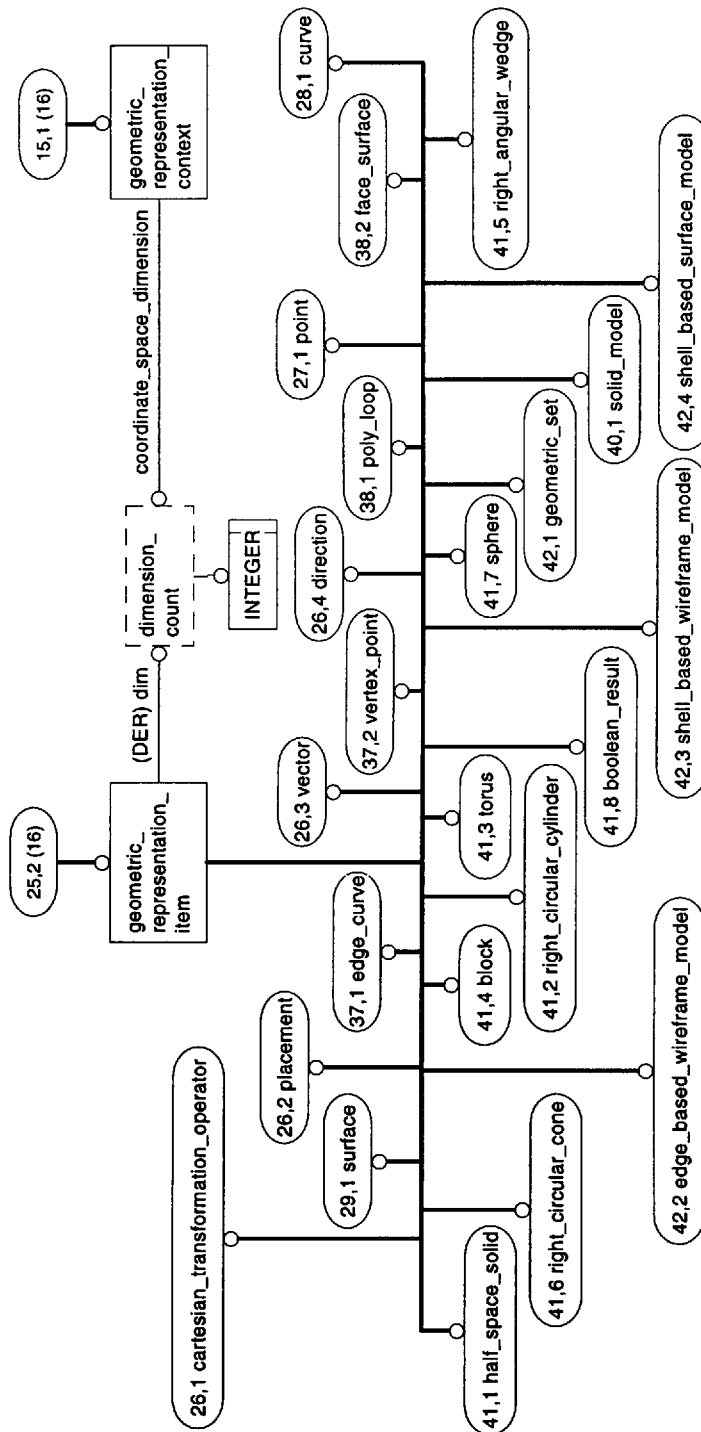 25,2 (16)
15,1 (16)
geometric_
representation_
item
(DER) dim
dimension_
count
coordinate_space_dimension
geometric_
representation_
context
INTEGER
26,1 cartesian_transformation_operator
26,2 placement
26,3 vector
26,4 direction
27,1 point
28,1 curve
29,1 surface
37,1 edge_curve
37,2 vertex_point
38,1 poly_loop
38,2 face_surface
41,1 half_space_solid
41,4 block
41,3 torus
41,7 sphere
41,5 right_angular_wedge
41,6 right_circular_cone
41,2 right_circular_cylinder
42,1 geometric_set
41,8 boolean_result
40,1 solid_model
42,2 edge_based_wireframe_model
42,3 shell_based_wireframe_model
42,4 shell_based_surface_model